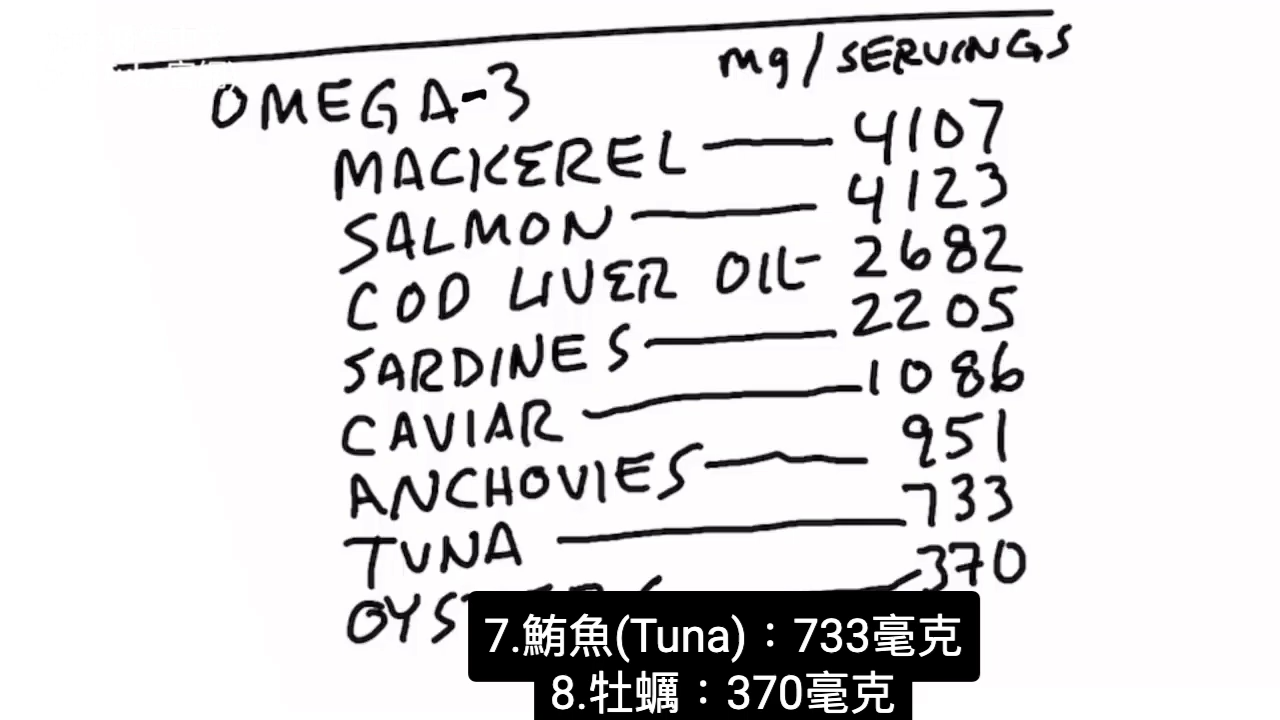 mg/SERVINGS
OMEGA-3
MACKEREL — 4107
SALMON — 4123
COD LIVER OIL - 2682
SARDINES — 2205
CAVIAR — 1086
ANCHOVIES — 951
TUNA — 733
OYSTERS — 370
7.鮪魚(Tuna)：733毫克
8.牡蠣：370毫克